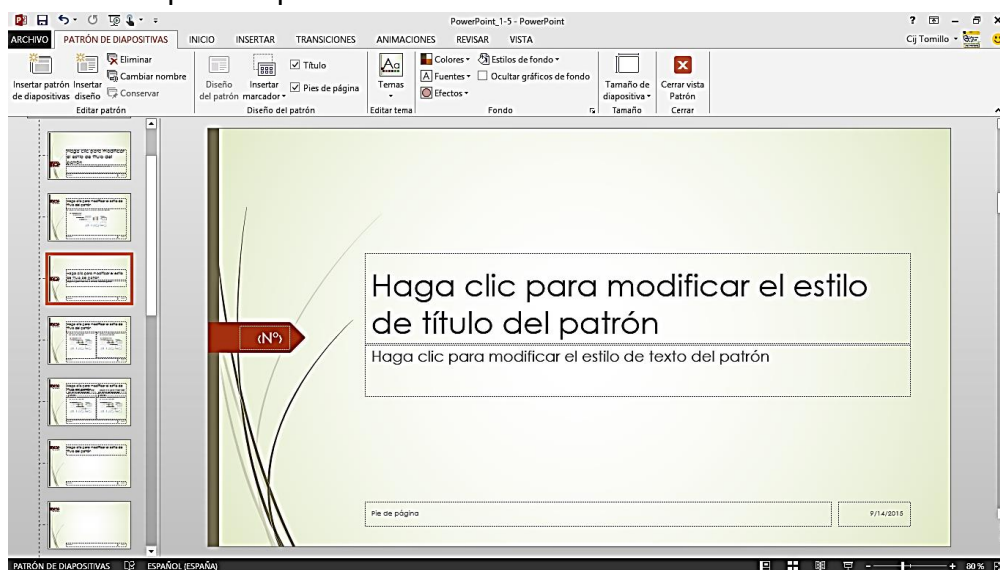 PowerPoint_1-5 - PowerPoint
ARCHIVO PATRÓN DE DIAPOSITIVAS INICIO INSERTAR TRANSICIONES ANIMACIONES REVISAR VISTA Cij Tomillo
Insertar patrón de diapositivas
Insertar diseño
Eliminar
Cambiar nombre
Conservar
Editar patrón
Diseño del patrón
Insertar marcador
Título
Pies de página
Diseño del patrón
Aa
Temas
Editar tema
Colores
Fuentes
Efectos
Estilos de fondo
Ocultar gráficos de fondo
Fondo
Tamaño de diapositiva
Tamaño
Cerrar vista Patrón
Cerrar
Haga clic para modificar el estilo
de título del patrón
‹Nº›
Haga clic para modificar el estilo de texto del patrón
Pie de página
9/14/2015
PATRÓN DE DIAPOSITIVAS ESPAÑOL (ESPAÑA) 80 %